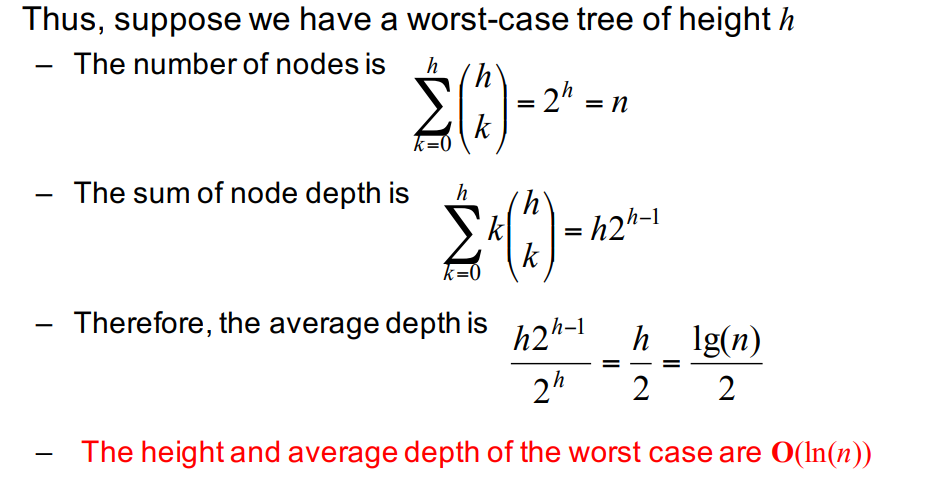 Thus, suppose we have a worst-case tree of height h
– The number of nodes is $\sum_{k=0}^{h} \binom{h}{k} = 2^h = n$
– The sum of node depth is $\sum_{k=0}^{h} k \binom{h}{k} = h2^{h-1}$
– Therefore, the average depth is $\frac{h2^{h-1}}{2^h} = \frac{h}{2} = \frac{\lg(n)}{2}$
– The height and average depth of the worst case are O(ln(n))